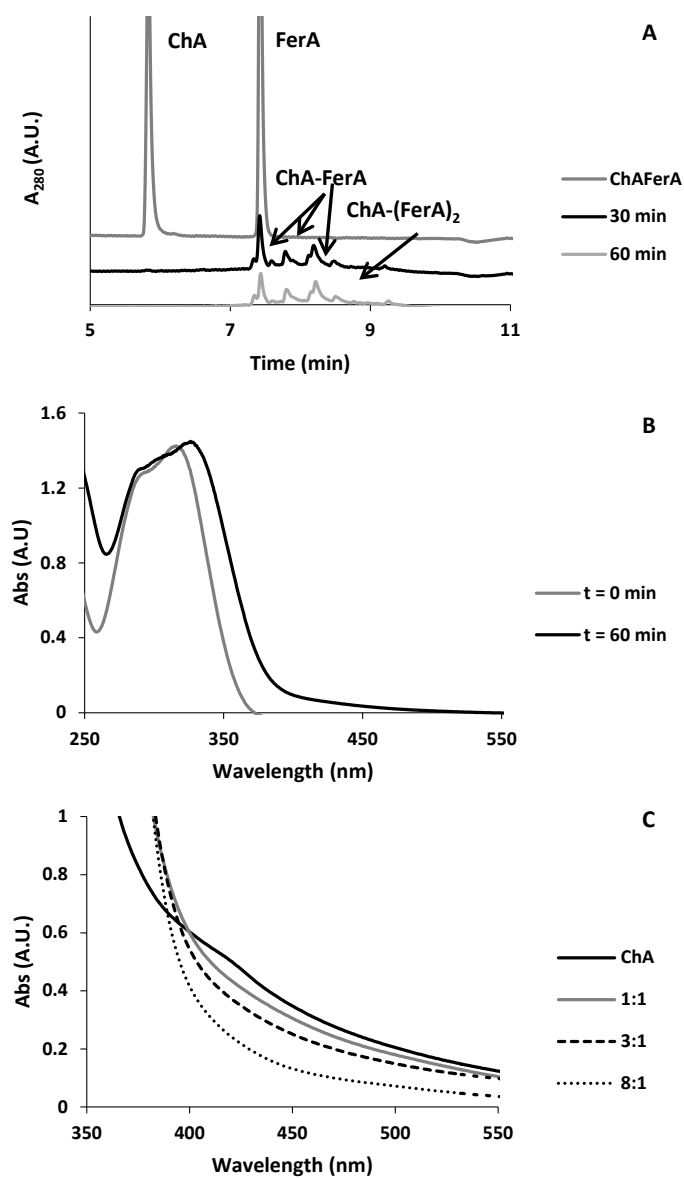 A
ChA
FerA
A280 (A.U.)
ChA-FerA
ChA-(FerA)2
ChAFerA
30 min
60 min
5
7
9
11
Time (min)
B
1.6
1.2
0.8
0.4
0
Abs (A.U)
t = 0 min
t = 60 min
250
350
450
550
Wavelength (nm)
C
1
0.8
0.6
0.4
0.2
0
Abs (A.U.)
ChA
1:1
3:1
8:1
350
400
450
500
550
Wavelength (nm)